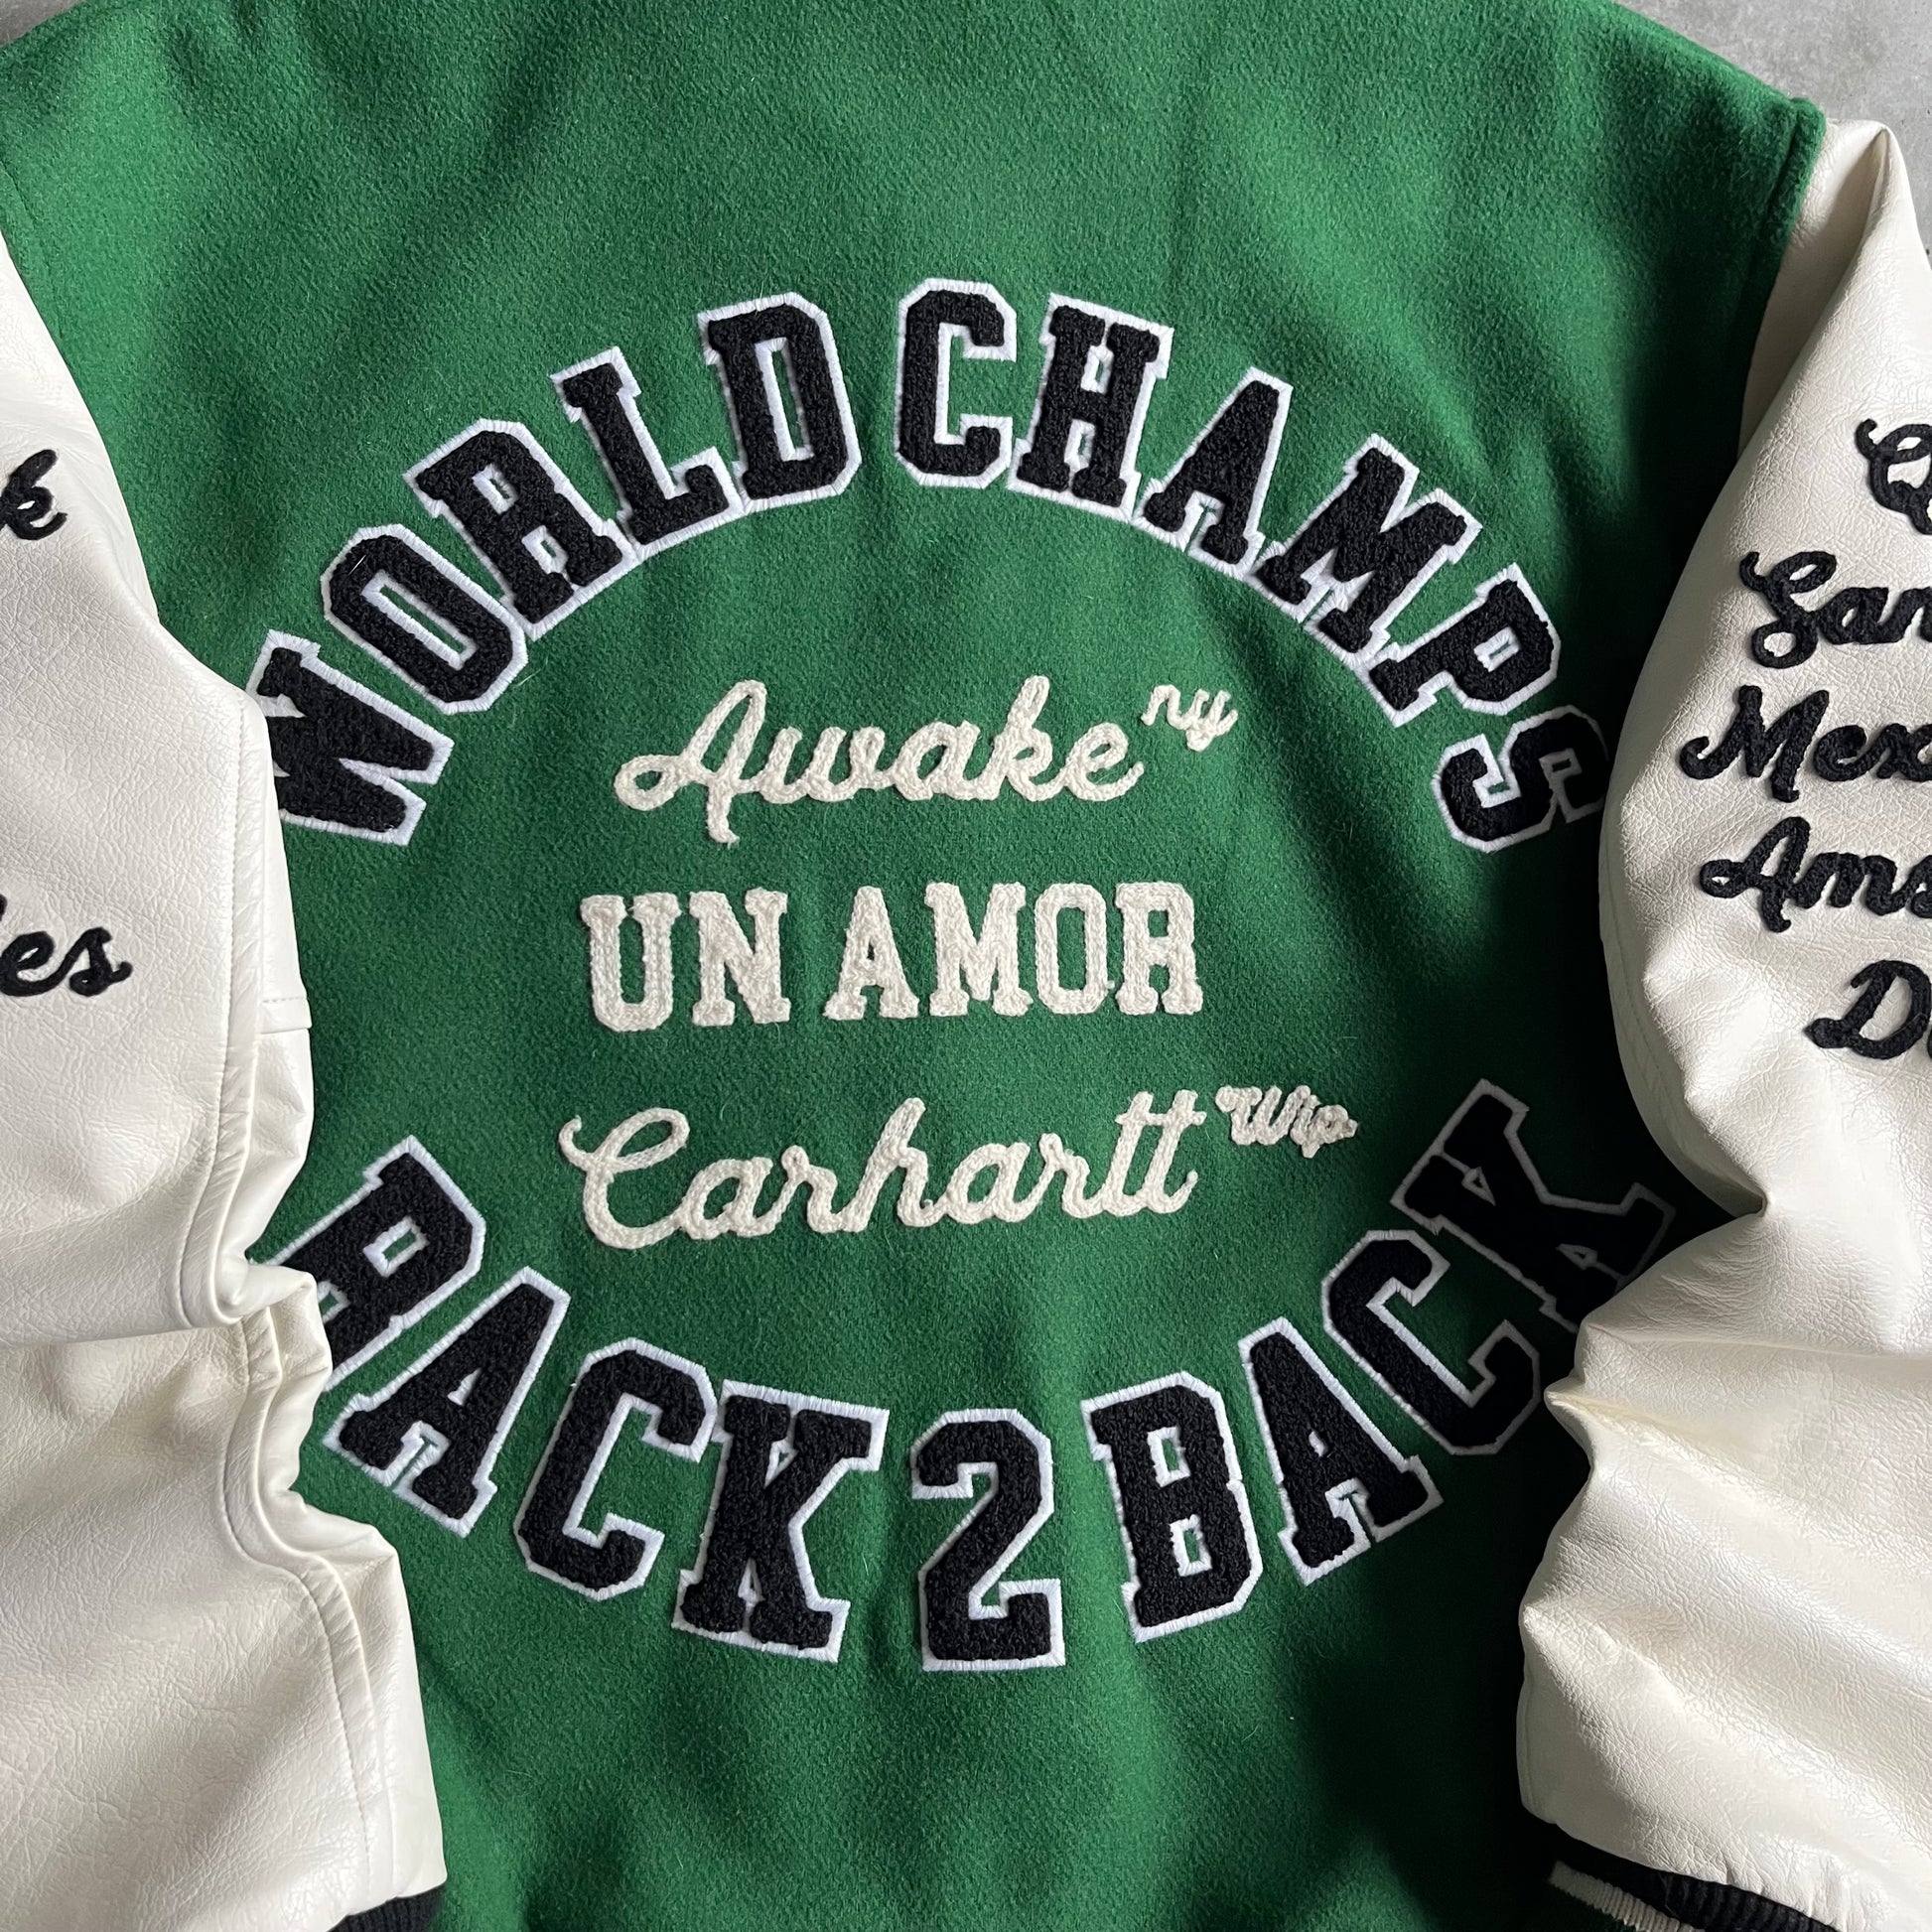 WORLD CHAMPS
Awake ny
UN AMOR
Carhartt Wip
BACK 2 BACK